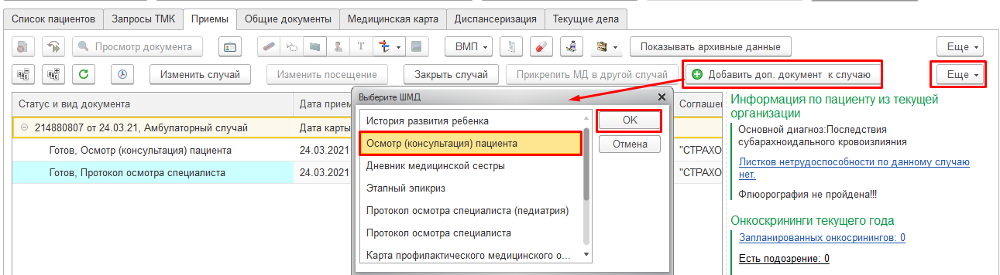 Список пациентов Запросы ТМК Приемы Общие документы Медицинская карта Диспансеризация Текущие дела
Просмотр документа T ВМП Показывать архивные данные Еще
АВС АВС Изменить случай Изменить посещение Закрыть случай Прикрепить МД в другой случай Добавить доп. документ к случаю Еще
Статус и вид документа Дата прием Соглашен
214880807 от 24.03.21, Амбулаторный случай Дата карты
Готов, Осмотр (консультация) пациента 24.03.2021 "СТРАХО
Готов, Протокол осмотра специалиста 24.03.2021 "СТРАХО
Выберите ШМД
История развития ребенка
Осмотр (консультация) пациента
Дневник медицинской сестры
Этапный эпикриз
Протокол осмотра специалиста (педиатрия)
Протокол осмотра специалиста
Карта профилактического медицинского о...
OK
Отмена
Информация по пациенту из текущей
организации
Основной диагноз:Последствия
субарахноидального кровоизлияния
Листков нетрудоспособности по данному случаю
нет.
Флюорография не пройдена!!!
Онкоскрининги текущего года
Запланированных онкосринингов: 0
Есть подозрение: 0